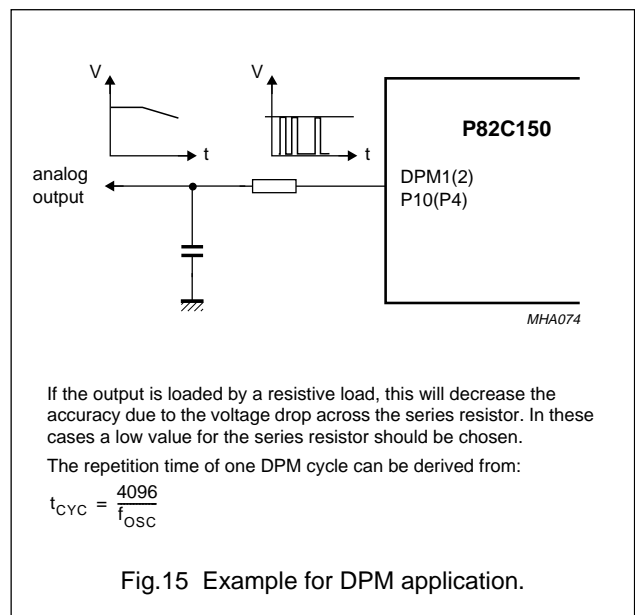 V
V
P82C150
t
t
analog
output
DPM1(2)
P10(P4)
MHA074
If the output is loaded by a resistive load, this will decrease the
accuracy due to the voltage drop across the series resistor. In these
cases a low value for the series resistor should be chosen.
The repetition time of one DPM cycle can be derived from:
tCYC = 4096/fOSC
Fig.15 Example for DPM application.